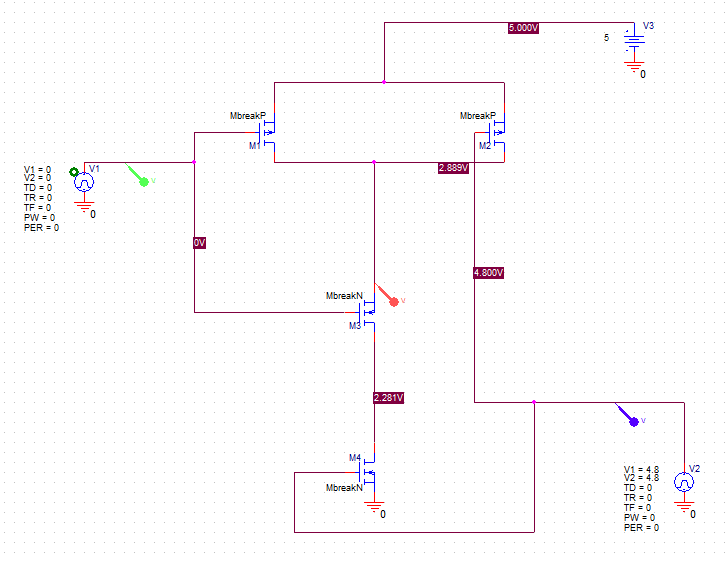 5.000V
V3
5
0
MbreakP
MbreakP
M1
M2
2.889V
V1
V1 = 0
V2 = 0
TD = 0
TR = 0
TF = 0
PW = 0
PER = 0
0
V
0V
4.800V
MbreakN
V
M3
2.281V
V
M4
MbreakN
0
V2
V1 = 4.8
V2 = 4.8
TD = 0
TR = 0
TF = 0
PW = 0
PER = 0
0